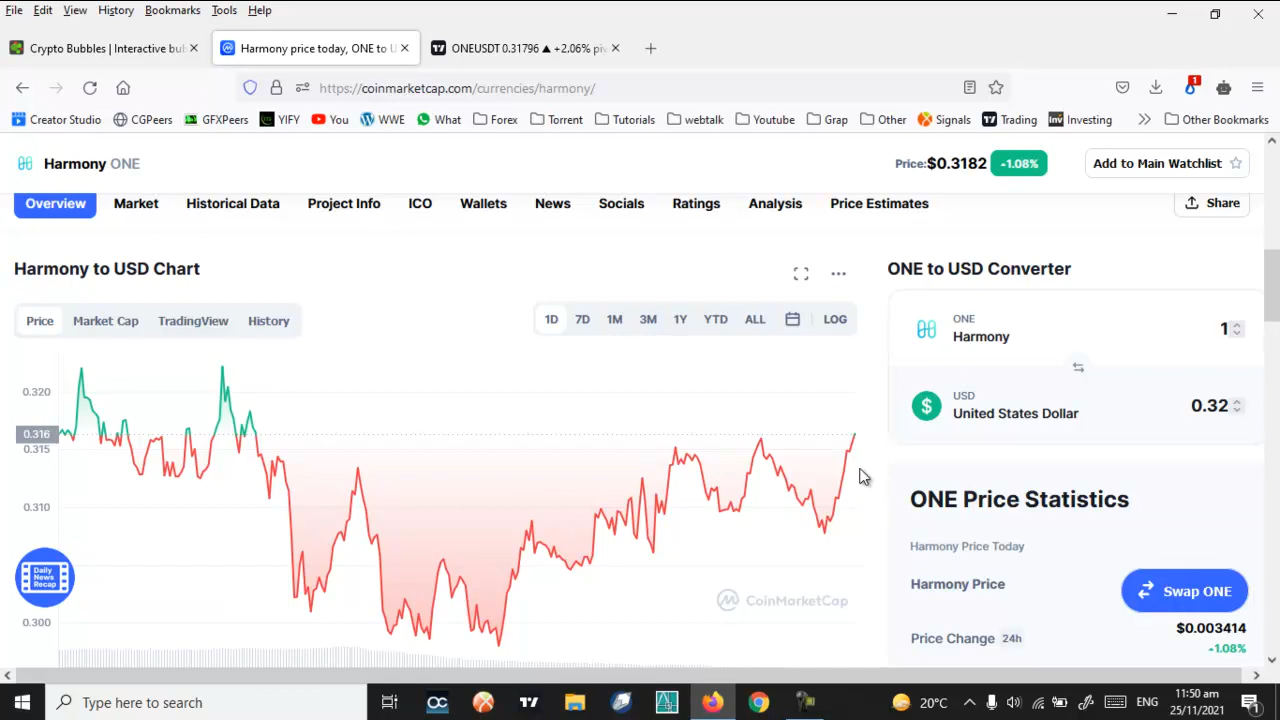 File Edit View History Bookmarks Tools Help
Crypto Bubbles | Interactive bub
Harmony price today, ONE to U
ONEUSDT 0.31796 ▲ +2.06% piv
https://coinmarketcap.com/currencies/harmony/
1
Creator Studio CGPeers GFXPeers YIFY You WWE What Forex Torrent Tutorials webtalk Youtube Grap Other Signals Trading Investing Other Bookmarks
Harmony ONE
Price:$0.3182 -1.08%
Add to Main Watchlist
Overview Market Historical Data Project Info ICO Wallets News Socials Ratings Analysis Price Estimates
Share
Harmony to USD Chart
Price Market Cap TradingView History
1D 7D 1M 3M 1Y YTD ALL LOG
0.320
0.316
0.315
0.310
0.300
Daily
News
Recap
CoinMarketCap
ONE to USD Converter
ONE
Harmony
1
USD
United States Dollar
0.32
ONE Price Statistics
Harmony Price Today
Harmony Price
Swap ONE
$0.003414
Price Change 24h
-1.08%
Type here to search
20°C
ENG
11:50 am
25/11/2021
1